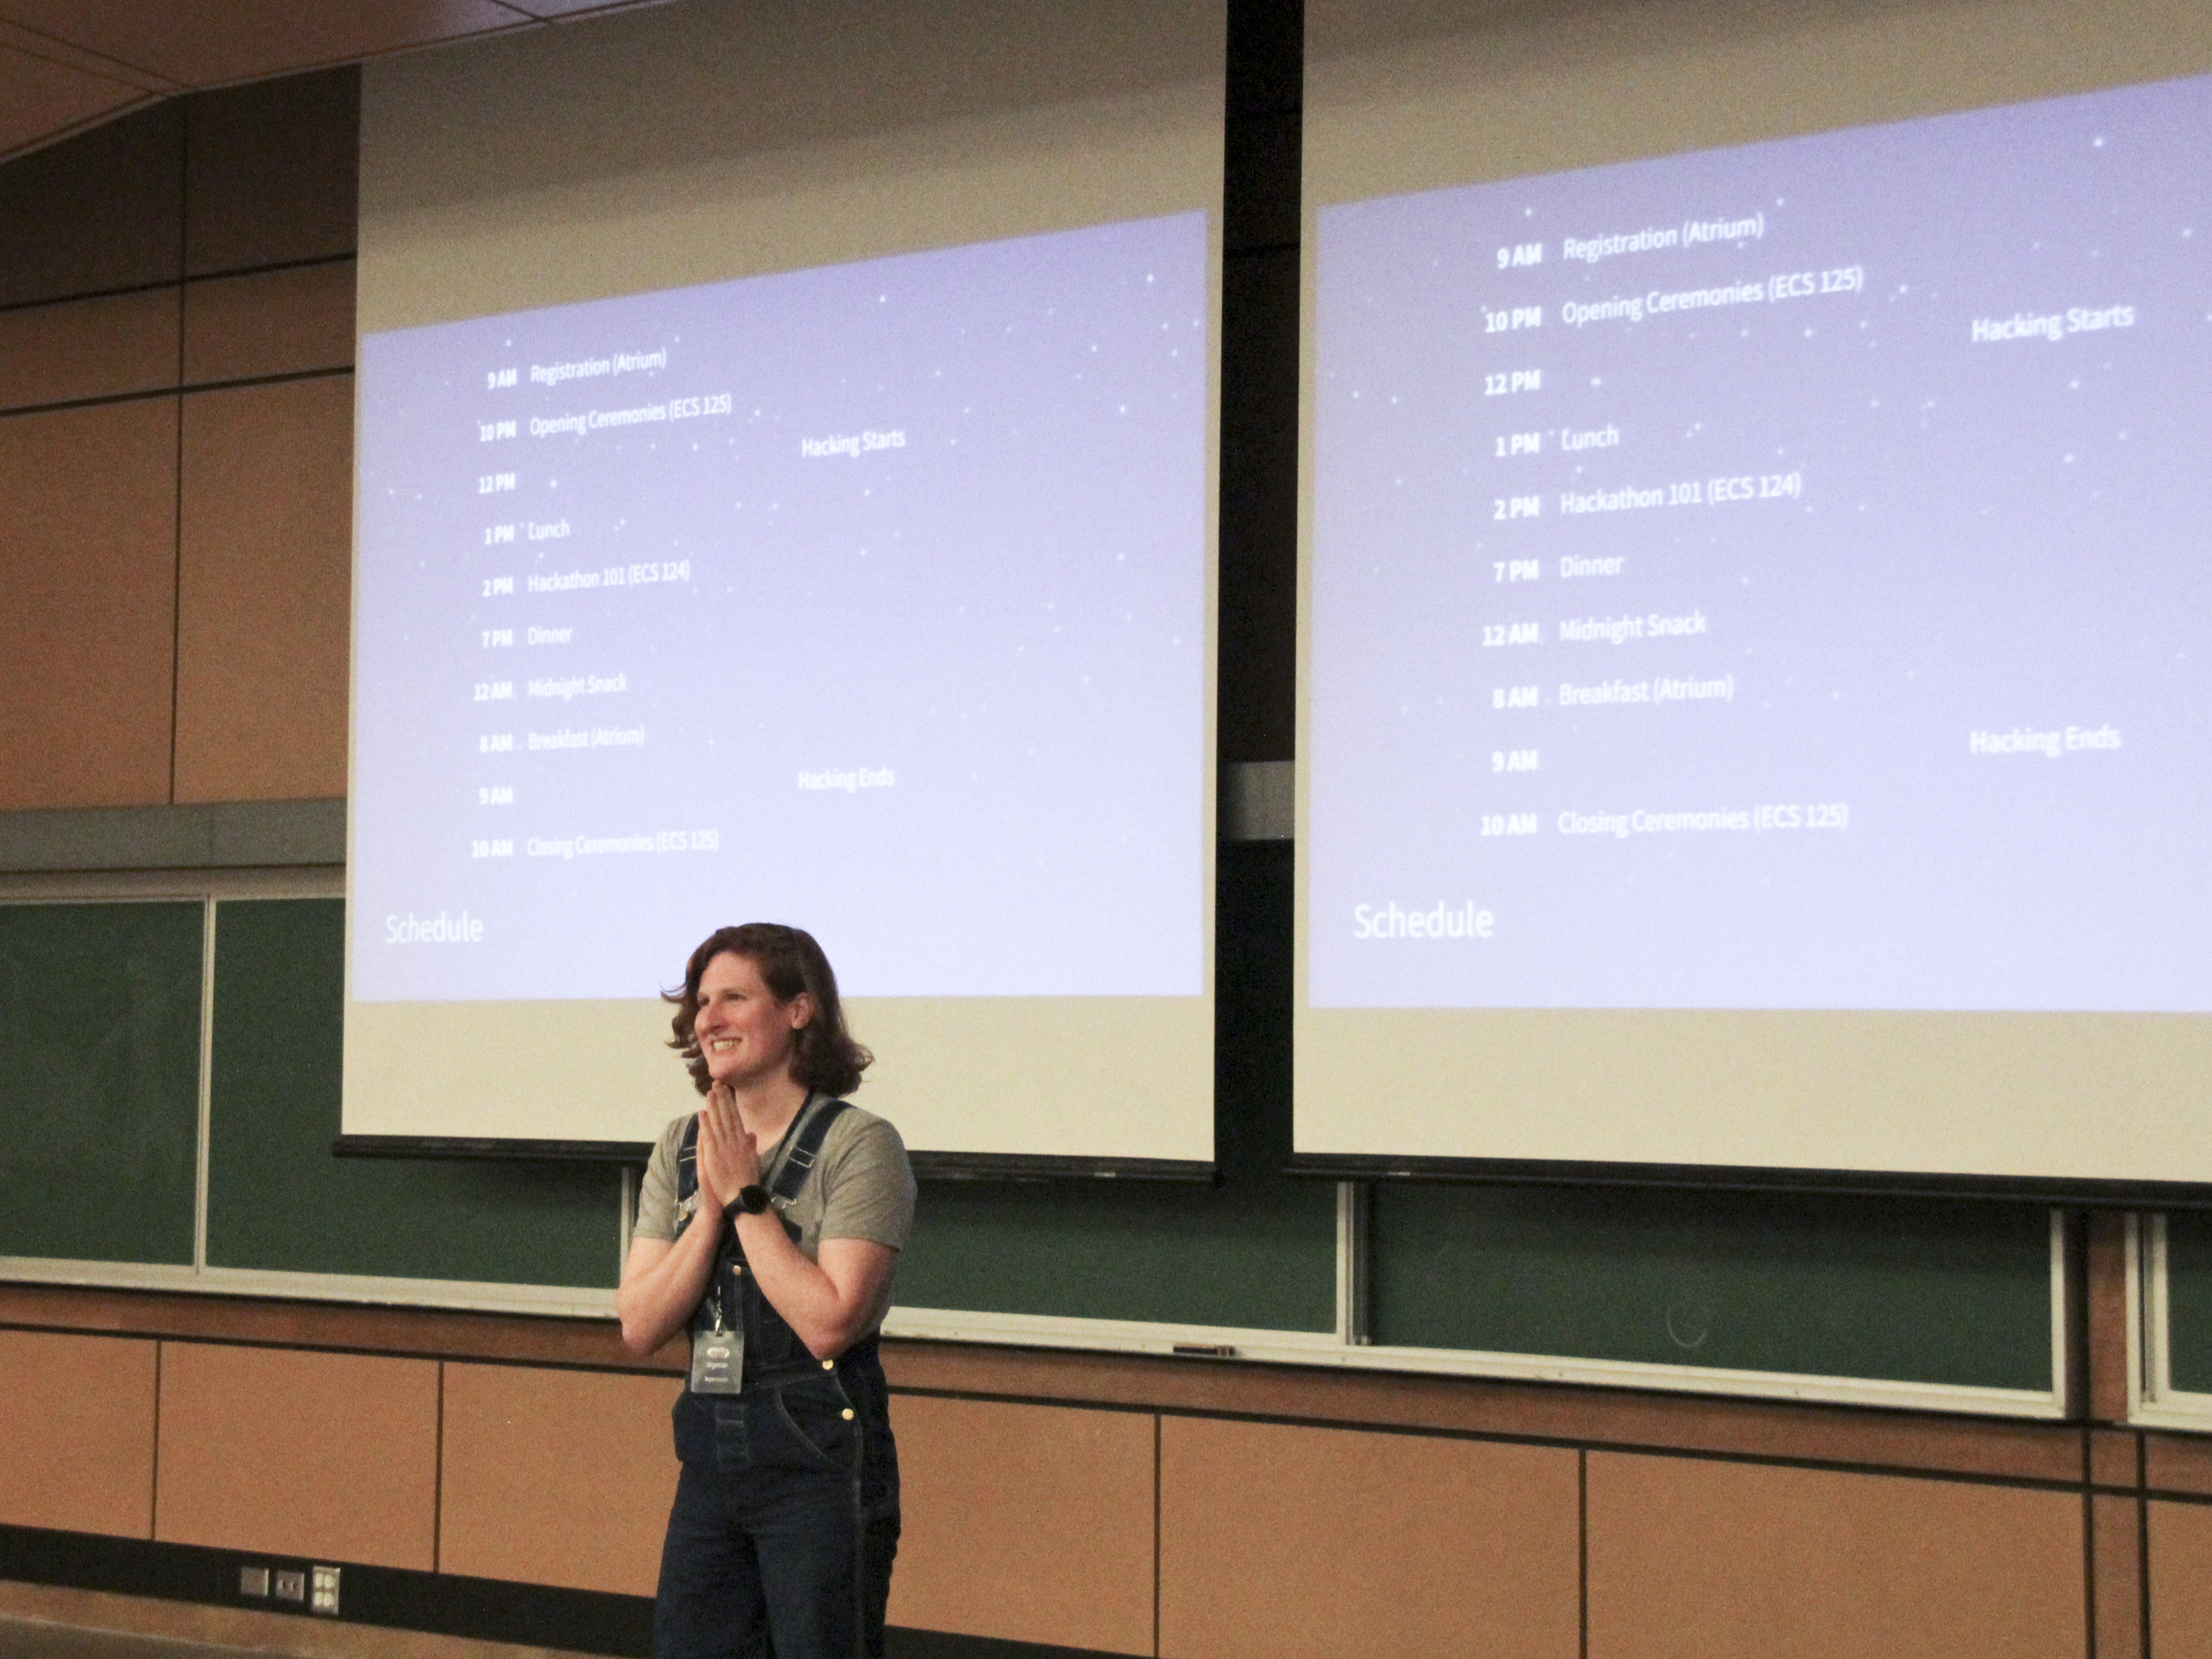 9 AM Registration (Atrium)
10 PM Opening Ceremonies (ECS 125)
Hacking Starts
12 PM
1 PM Lunch
2 PM Hackathon 101 (ECS 124)
7 PM Dinner
12 AM Midnight Snack
8 AM Breakfast (Atrium)
Hacking Ends
9 AM
10 AM Closing Ceremonies (ECS 125)
Schedule
9 AM Registration (Atrium)
10 PM Opening Ceremonies (ECS 125)
Hacking Starts
12 PM
1 PM Lunch
2 PM Hackathon 101 (ECS 124)
7 PM Dinner
12 AM Midnight Snack
8 AM Breakfast (Atrium)
Hacking Ends
9 AM
10 AM Closing Ceremonies (ECS 125)
Schedule
Organizer